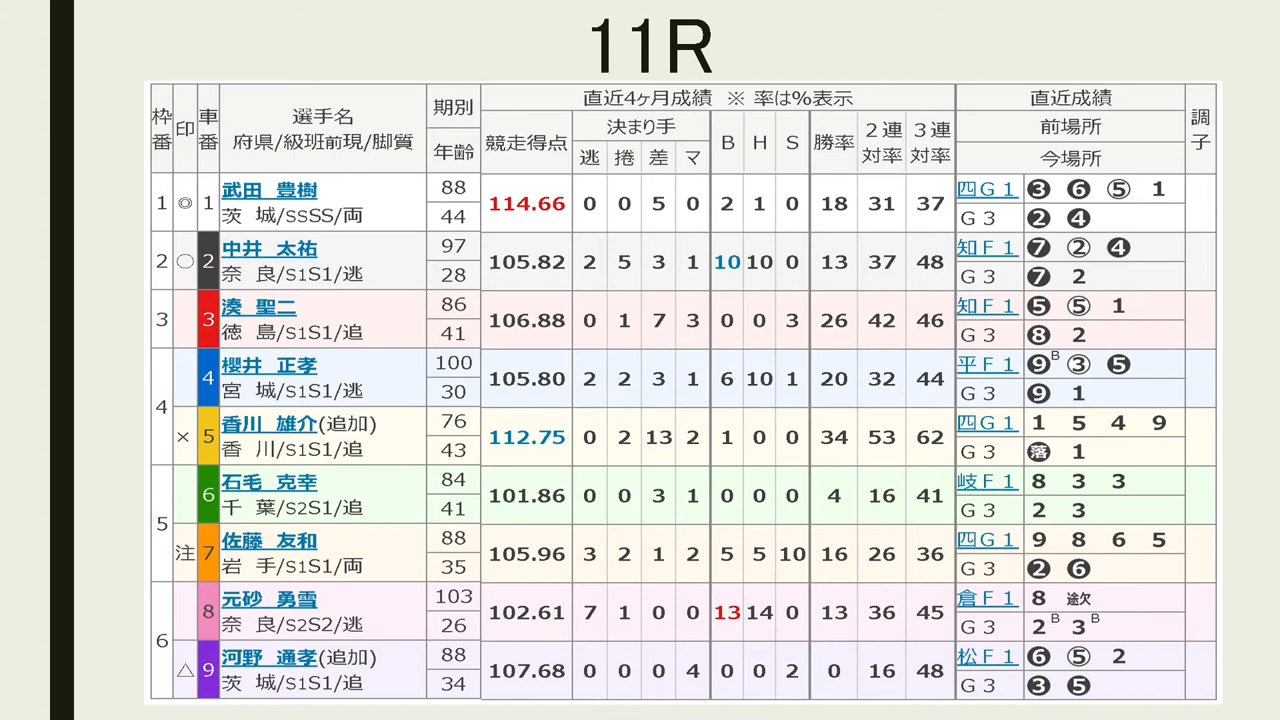 11R
枠番 印 車番 選手名 府県/級班前現/脚質 期別 年齢 直近4ヶ月成績 ※ 率は%表示 直近成績 調子
競走得点 決まり手 B H S 勝率 2連対率 3連対率 前場所
逃 捲 差 マ 今場所
1 ◎ 1 武田 豊樹 88 114.66 0 0 5 0 2 1 0 18 31 37 四G1 ❸ ❻ ⑤ 1
茨 城/SSSS/両 44 G3 ❷ ❹
2 ○ 2 中井 太祐 97 105.82 2 5 3 1 10 10 0 13 37 48 知F1 ❼ ② ❹
奈 良/S1S1/逃 28 G3 ❼ 2
3 3 湊 聖二 86 106.88 0 1 7 3 0 0 3 26 42 46 知F1 ❺ ⑤ 1
徳 島/S1S1/追 41 G3 ❽ 2
4 4 櫻井 正孝 100 105.80 2 2 3 1 6 10 1 20 32 44 平F1 ❾B ③ ❺
宮 城/S1S1/逃 30 G3 ❾ 1
× 5 香川 雄介(追加) 76 112.75 0 2 13 2 1 0 0 34 53 62 四G1 1 5 4 9
香 川/S1S1/追 43 G3 落 1
5 6 石毛 克幸 84 101.86 0 0 3 1 0 0 0 4 16 41 岐F1 8 3 3
千 葉/S2S1/追 41 G3 2 3
注 7 佐藤 友和 88 105.96 3 2 1 2 5 5 10 16 26 36 四G1 9 8 6 5
岩 手/S1S1/両 35 G3 ❷ ❻
6 8 元砂 勇雪 103 102.61 7 1 0 0 13 14 0 13 36 45 倉F1 8 途欠
奈 良/S2S2/逃 26 G3 2B 3B
△ 9 河野 通孝(追加) 88 107.68 0 0 0 4 0 0 2 0 16 48 松F1 ❻ ⑤ 2
茨 城/S1S1/追 34 G3 ❸ ❺